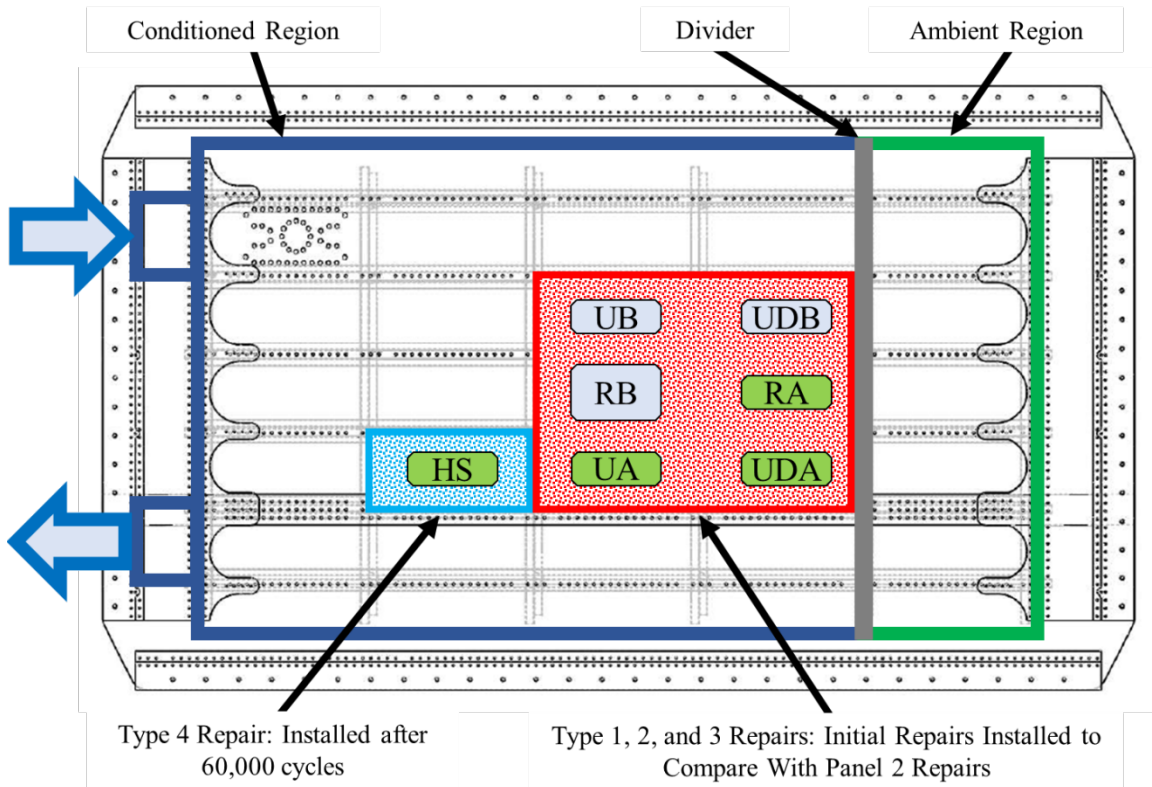 Conditioned Region
Divider
Ambient Region
UB
UDB
RB
RA
HS
UA
UDA
Type 4 Repair: Installed after
60,000 cycles
Type 1, 2, and 3 Repairs: Initial Repairs Installed to
Compare With Panel 2 Repairs